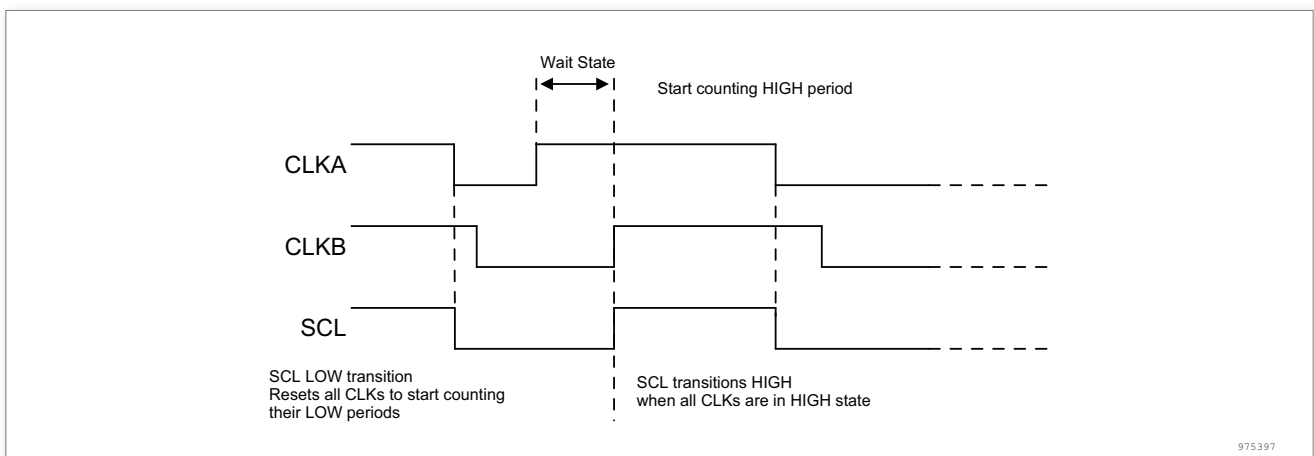 Wait State
Start counting HIGH period
CLKA
CLKB
SCL
SCL LOW transition
Resets all CLKs to start counting
their LOW periods
SCL transitions HIGH
when all CLKs are in HIGH state
975397